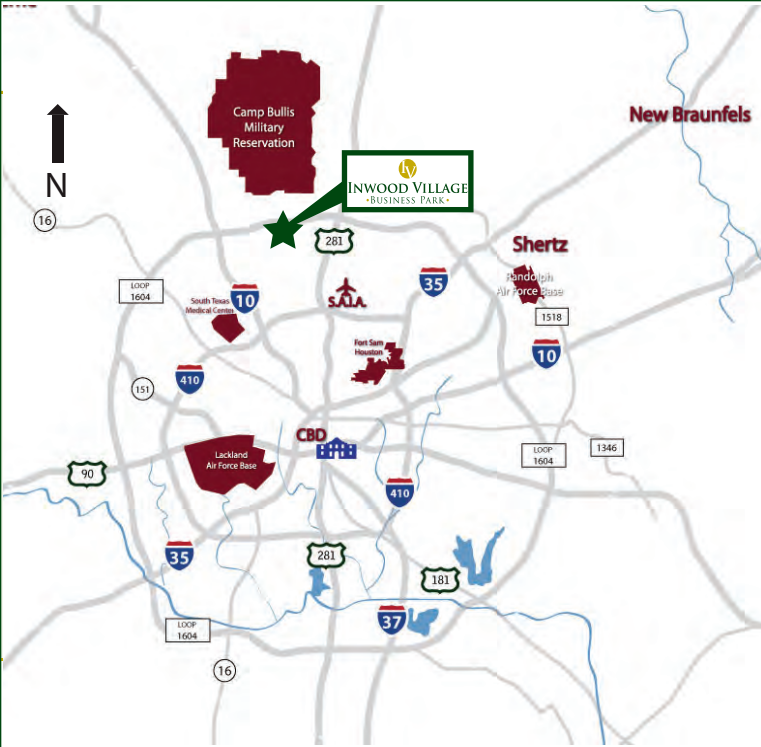 Camp Bullis
Military
Reservation
New Braunfels
N
IV
INWOOD VILLAGE
•BUSINESS PARK•
16
281
Shertz
Randolph
Air Force Base
LOOP
1604
10
South Texas
Medical Center
S.A.I.A.
35
1518
Fort Sam
Houston
10
410
151
CBD
Lackland
Air Force Base
90
LOOP
1604
1346
410
35
281
181
37
LOOP
1604
16